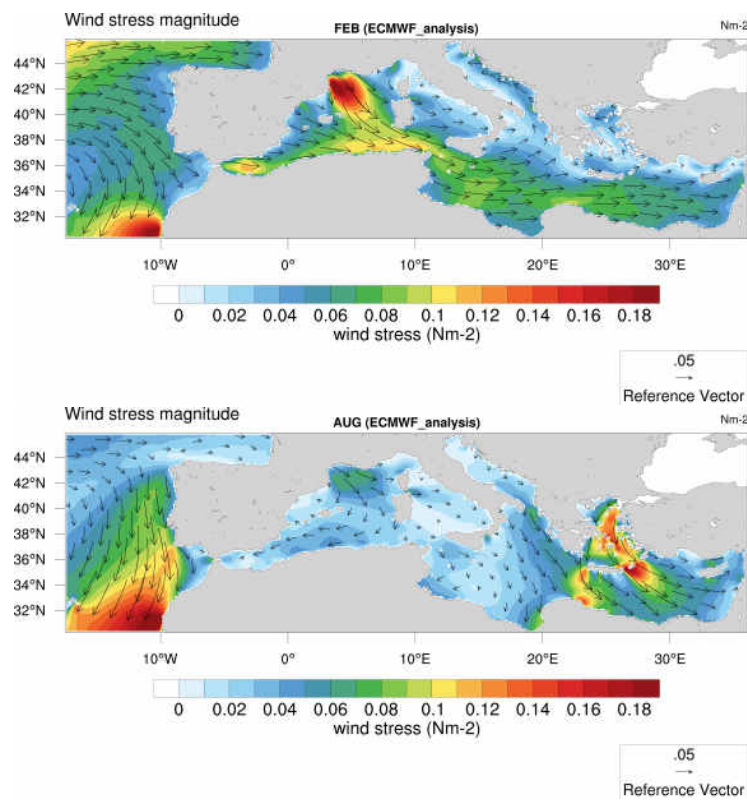 Wind stress magnitude
FEB (ECMWF_analysis)
Nm-2
44°N
42°N
40°N
38°N
36°N
34°N
32°N
10°W 0° 10°E 20°E 30°E
0 0.02 0.04 0.06 0.08 0.1 0.12 0.14 0.16 0.18
wind stress (Nm-2)
.05
Reference Vector
Wind stress magnitude
AUG (ECMWF_analysis)
Nm-2
44°N
42°N
40°N
38°N
36°N
34°N
32°N
10°W 0° 10°E 20°E 30°E
0 0.02 0.04 0.06 0.08 0.1 0.12 0.14 0.16 0.18
wind stress (Nm-2)
.05
Reference Vector